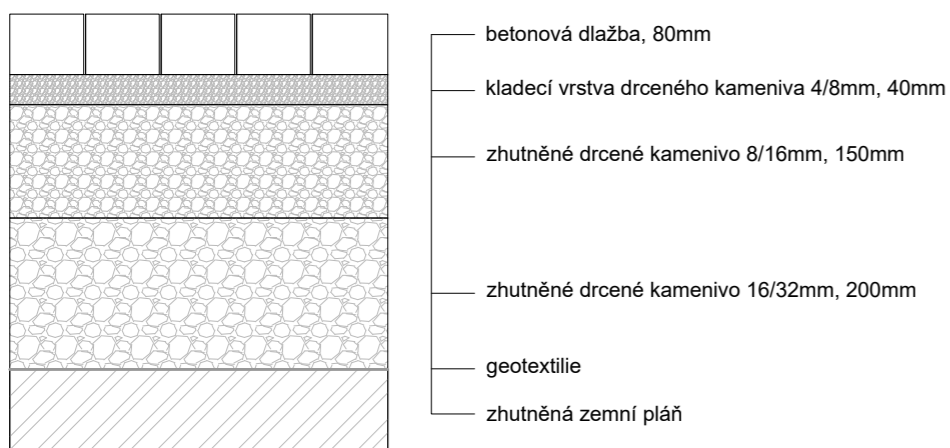 betonová dlažba, 80mm
kladecí vrstva drceného kameniva 4/8mm, 40mm
zhutněné drcené kamenivo 8/16mm, 150mm
zhutněné drcené kamenivo 16/32mm, 200mm
geotextilie
zhutněná zemní pláň